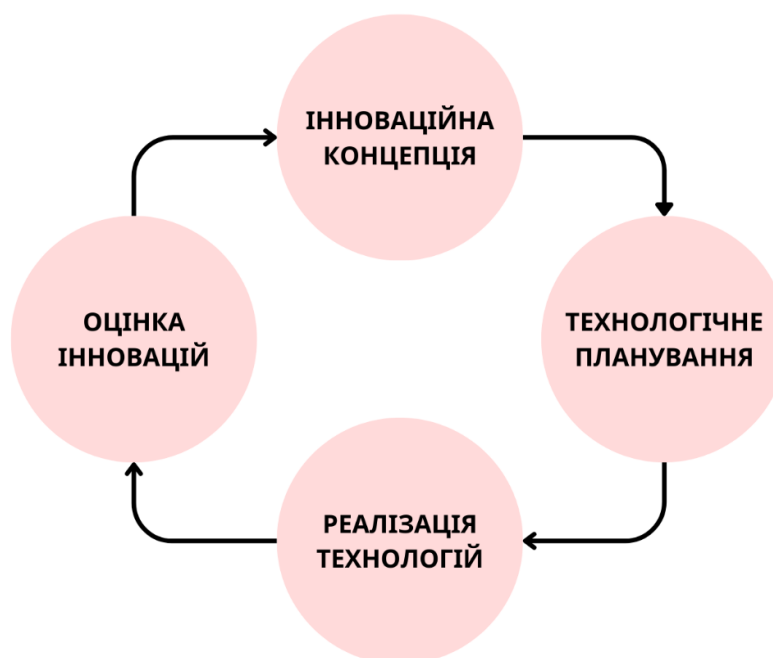 ІННОВАЦІЙНА
КОНЦЕПЦІЯ
ОЦІНКА
ІННОВАЦІЙ
ТЕХНОЛОГІЧНЕ
ПЛАНУВАННЯ
РЕАЛІЗАЦІЯ
ТЕХНОЛОГІЙ